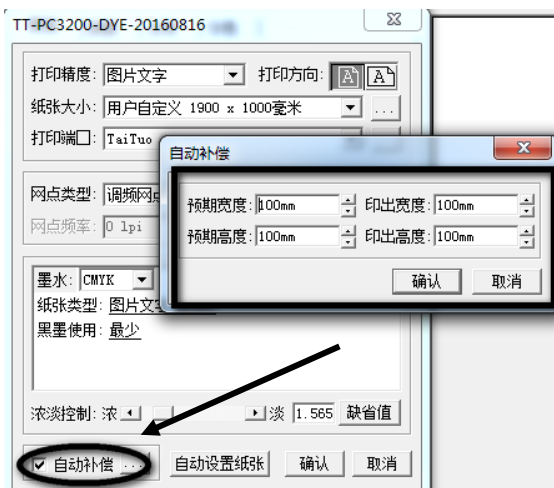 TT-PC3200-DYE-20160816
打印精度: 图片文字 打印方向: A A
纸张大小: 用户自定义 1900 x 1000毫米 ...
打印端口: TaiTuo
自动补偿
预期宽度: 100mm 印出宽度: 100mm
预期高度: 100mm 印出高度: 100mm
确认 取消
网点类型: 调频网
网点频率: 0 lpi
墨水: CMYK
纸张类型: 图片文
黑墨使用: 最少
浓淡控制: 浓 淡 1.565 缺省值
自动补偿 ... 自动设置纸张 确认 取消